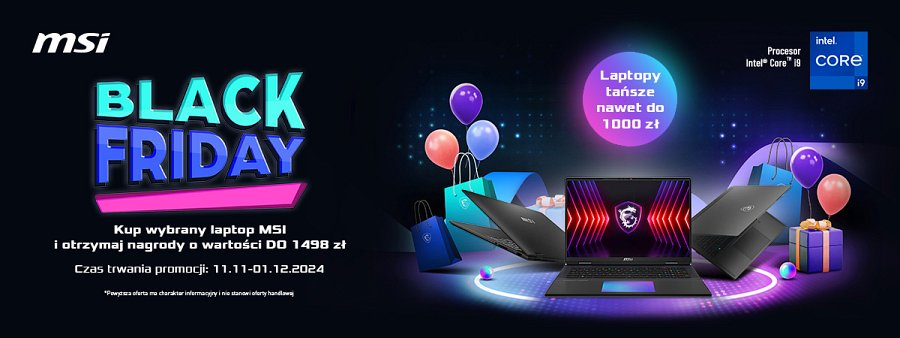 msi
BLACK
FRIDAY
Kup wybrany laptop MSI
i otrzymaj nagrody o wartości DO 1498 zł
Czas trwania promocji: 11.11-01.12.2024
*Powyższa oferta ma charakter informacyjny i nie stanowi oferty handlowej
Laptopy
tańsze
nawet do
1000 zł
Procesor
Intel® Core™ i9
intel.
CORE
i9
msi
msi